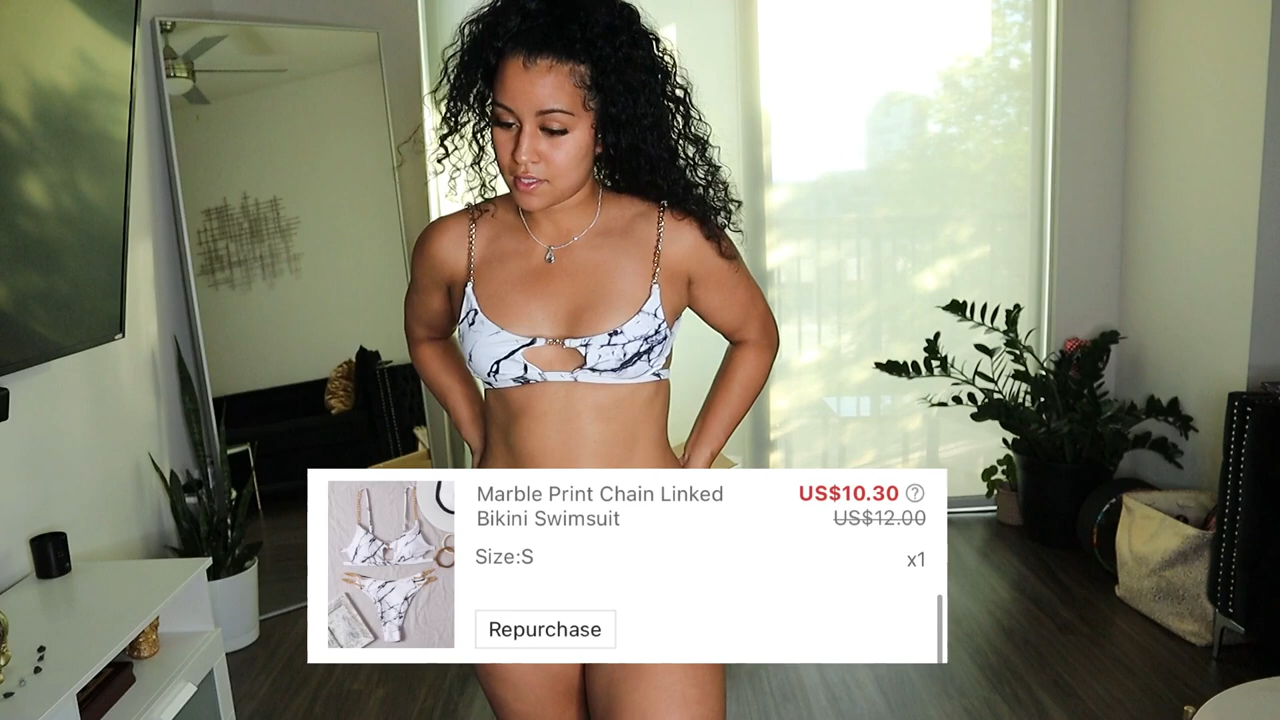 Marble Print Chain Linked
Bikini Swimsuit
US$10.30 ?
US$12.00
Size:S
x1
Repurchase